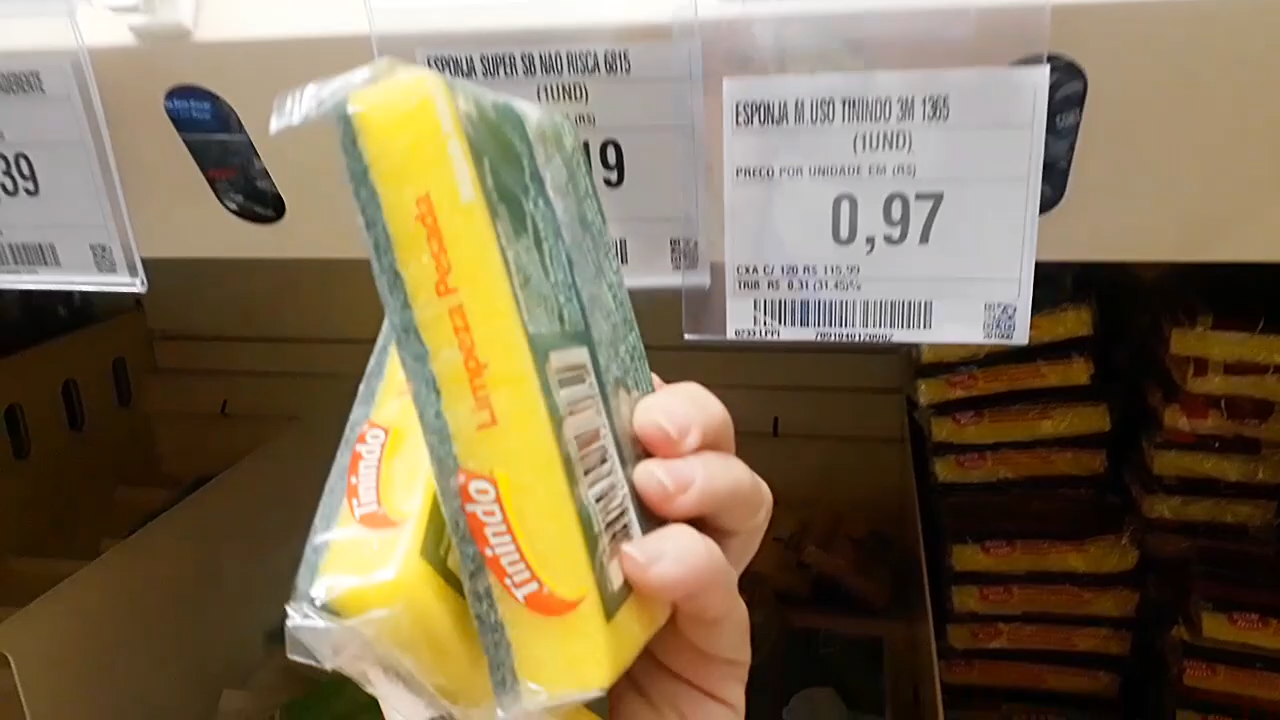 39
ESPONJA SUPER SB NAO RISCA 6815
(1UND)
(R$)
19
ESPONJA M.USO TININDO 3M 1365
(1UND)
PREÇO POR UNIDADE EM (R$)
0,97
CXA C/ 120 R$ 115,99
TRIB R$ 0.31 (31.45)%
Limpeza Pesada
Tinindo
Tinindo